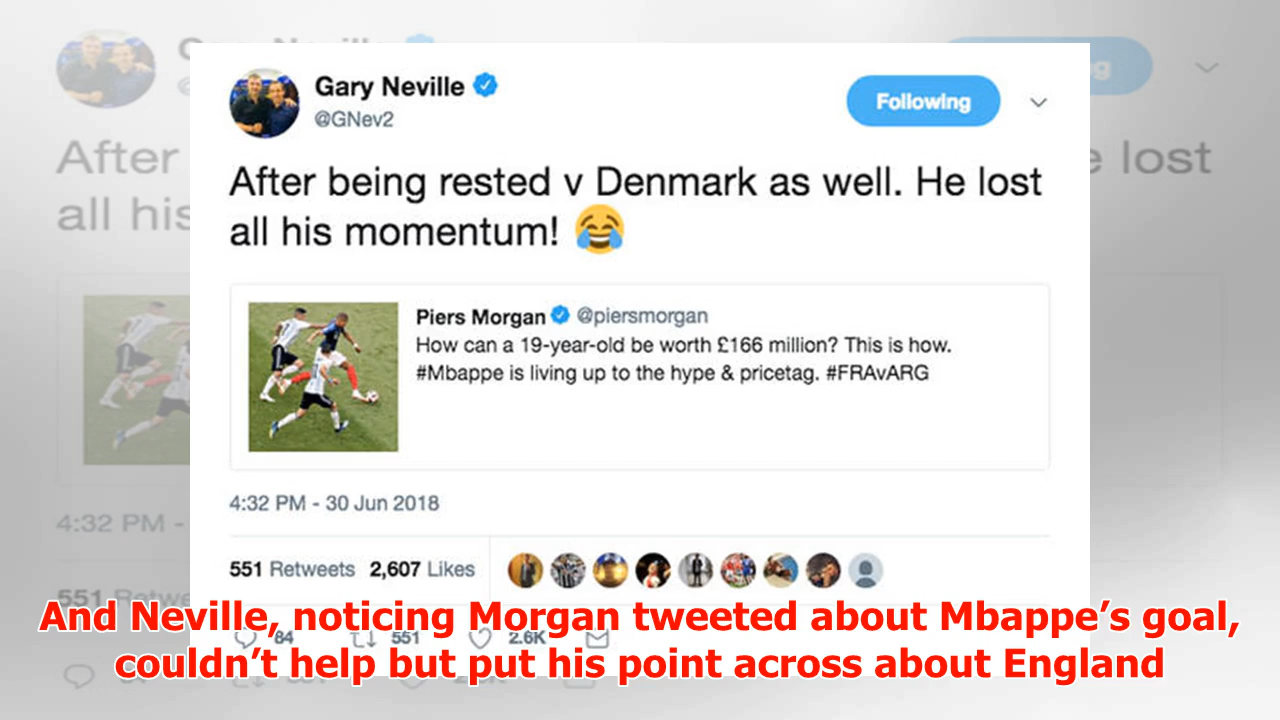 Gary Neville
@GNev2
Following
After being rested v Denmark as well. He lost
all his momentum! 😂
Piers Morgan @piersmorgan
How can a 19-year-old be worth £166 million? This is how.
#Mbappe is living up to the hype & pricetag. #FRAvARG
4:32 PM - 30 Jun 2018
551 Retweets 2,607 Likes
84 551 2.6K
And Neville, noticing Morgan tweeted about Mbappe’s goal,
couldn’t help but put his point across about England